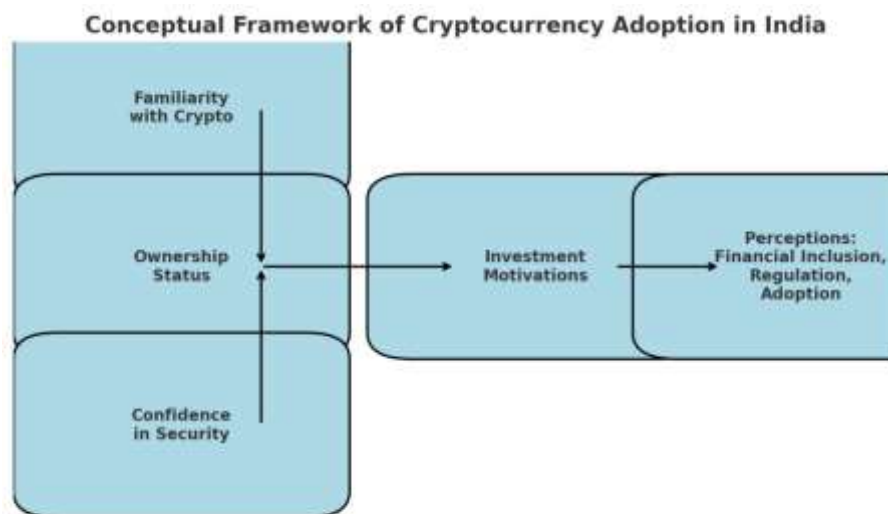 Conceptual Framework of Cryptocurrency Adoption in India
Familiarity
with Crypto
Ownership
Status
Confidence
in Security
Investment
Motivations
Perceptions:
Financial Inclusion,
Regulation,
Adoption